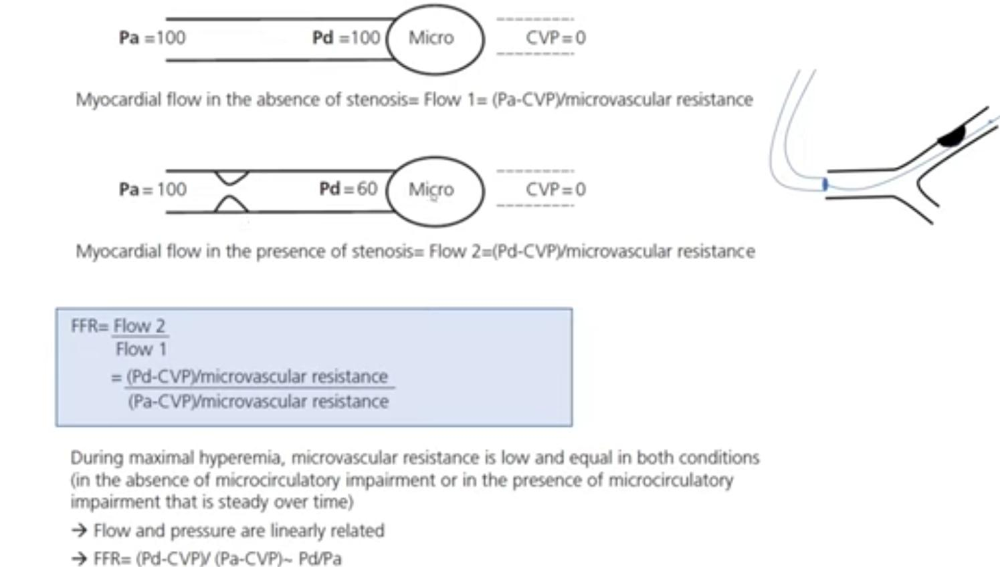 Pa =100 Pd =100 Micro CVP=0
Myocardial flow in the absence of stenosis= Flow 1= (Pa-CVP)/microvascular resistance
Pa= 100 Pd=60 Micro CVP=0
Myocardial flow in the presence of stenosis= Flow 2=(Pd-CVP)/microvascular resistance
FFR= Flow 2
Flow 1
= (Pd-CVP)/microvascular resistance
(Pa-CVP)/microvascular resistance
During maximal hyperemia, microvascular resistance is low and equal in both conditions
(in the absence of microcirculatory impairment or in the presence of microcirculatory
impairment that is steady over time)
→ Flow and pressure are linearly related
→ FFR= (Pd-CVP)/ (Pa-CVP)~ Pd/Pa